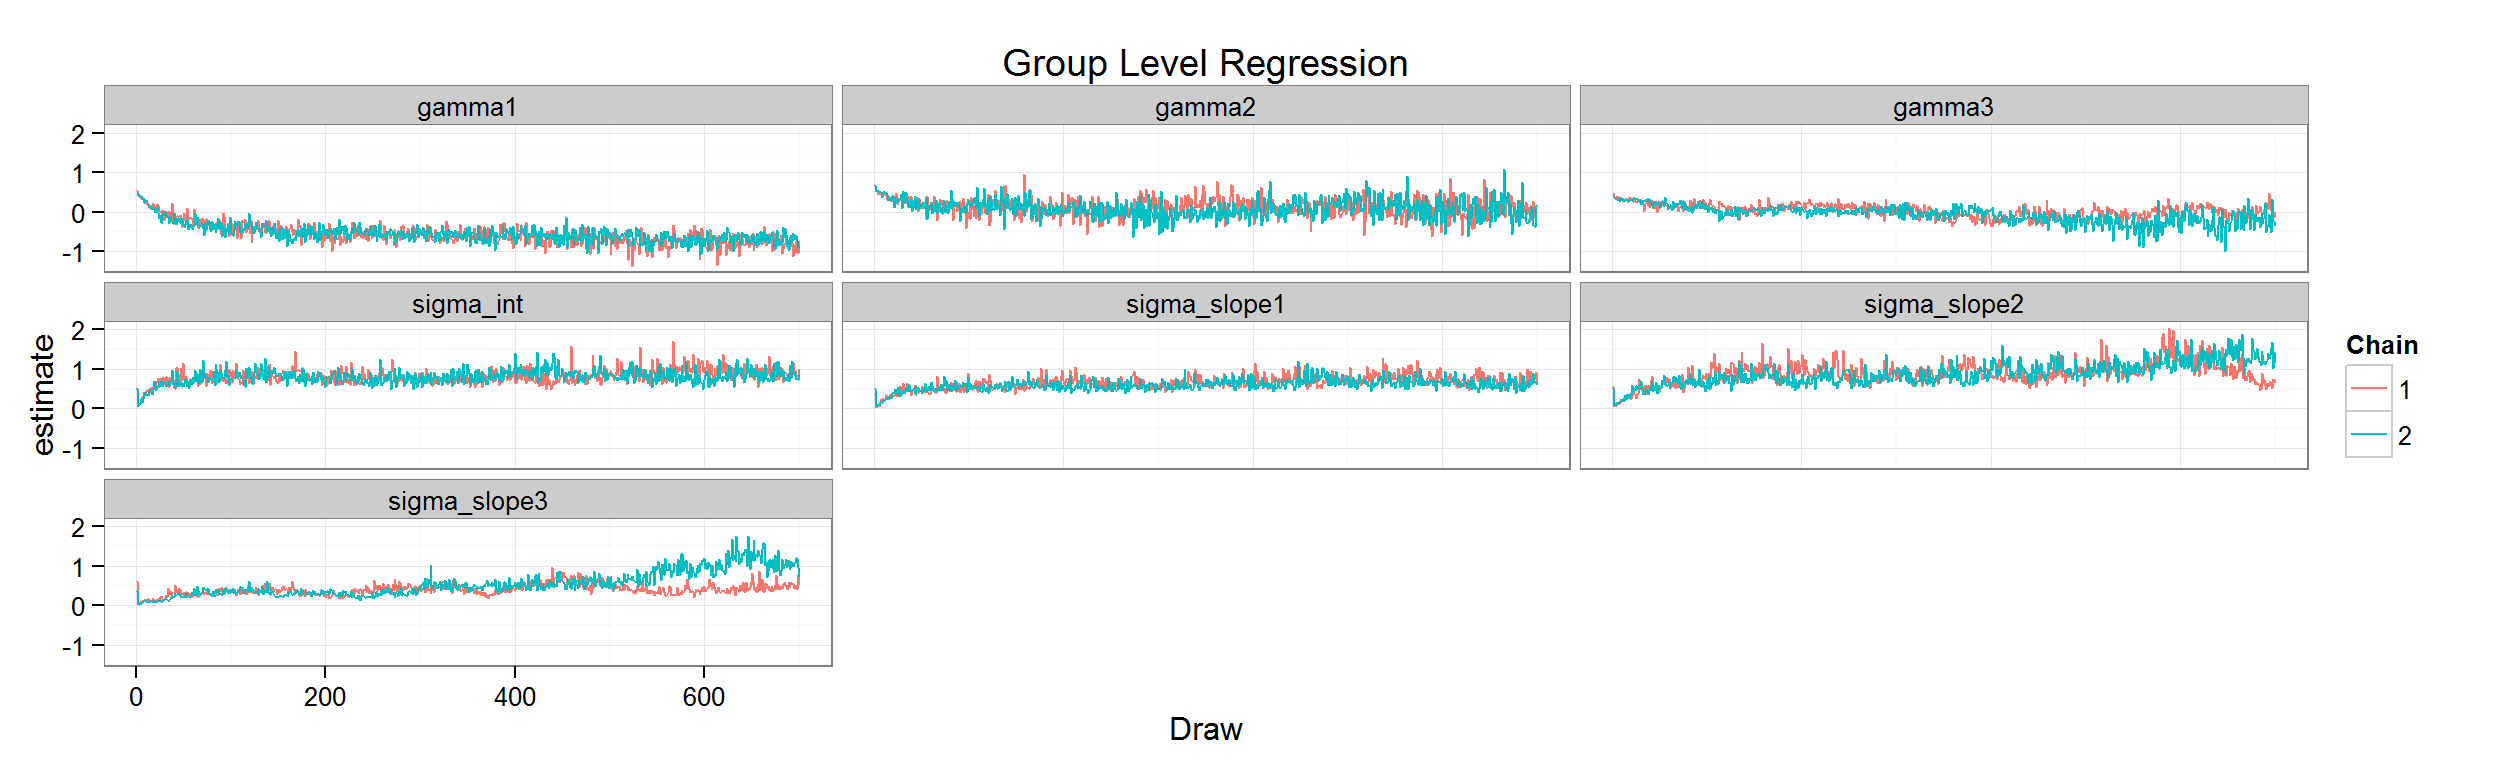 Group Level Regression
gamma1 gamma2 gamma3
2
1
0
-1
sigma_int sigma_slope1 sigma_slope2
2
1
0
-1
estimate
Chain
1
2
sigma_slope3
2
1
0
-1
0 200 400 600
Draw